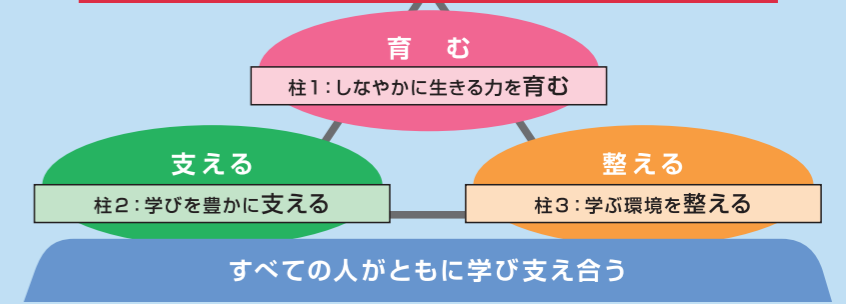 育　む
柱1：しなやかに生きる力を育む
支える
整える
柱2：学びを豊かに支える
柱3：学ぶ環境を整える
すべての人がともに学び支え合う